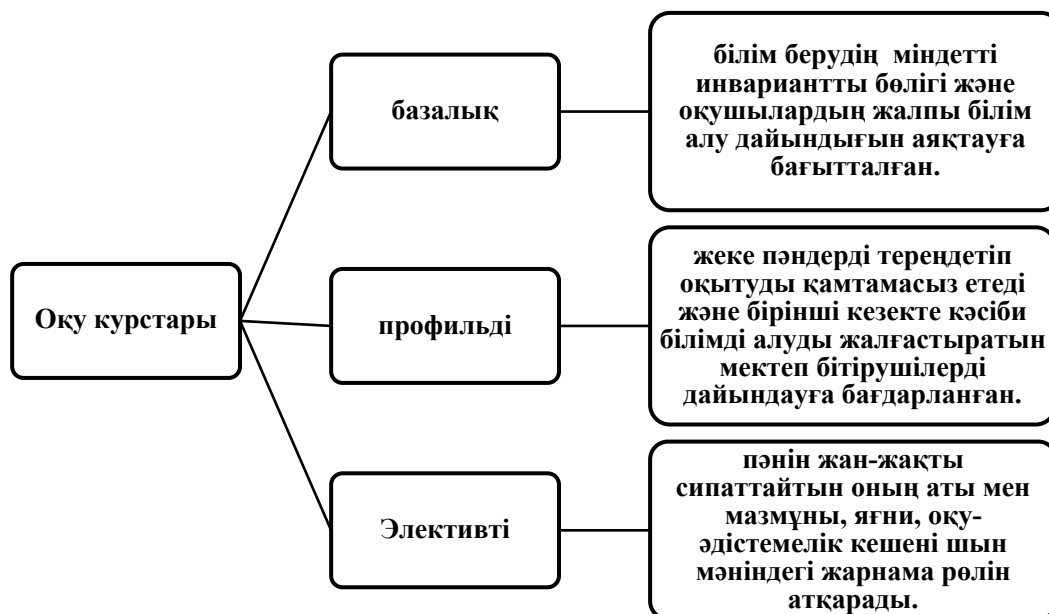 Оқу курстары
базалық
білім берудің  міндетті
инвариантты бөлігі және
оқушылардың жалпы білім
алу дайындығын аяқтауға
бағытталған.
профильді
жеке пәндерді тереңдетіп
оқытуды қамтамасыз етеді
және бірінші кезекте кәсіби
білімді алуды жалғастыратын
мектеп бітірушілерді
дайындауға бағдарланған.
Элективті
пәнін жан-жақты
сипаттайтын оның аты мен
мазмұны, яғни, оқу-
әдістемелік кешені шын
мәніндегі жарнама рөлін
атқарады.